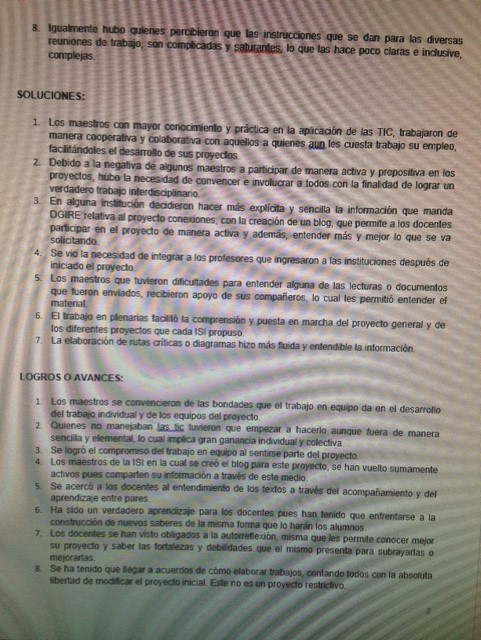 8. Igualmente hubo quienes percibieron que las instrucciones que se dan para las diversas
reuniones de trabajo, son complicadas y saturantes, lo que las hace poco claras e inclusive,
complejas.
SOLUCIONES:
1. Los maestros con mayor conocimiento y práctica en la aplicación de las TIC, trabajaron de
manera cooperativa y colaborativa con aquellos a quienes aun les cuesta trabajo su empleo,
facilitándoles el desarrollo de sus proyectos.
2. Debido a la negativa de algunos maestros a participar de manera activa y propositiva en los
proyectos, hubo la necesidad de convencer e involucrar a todos con la finalidad de lograr un
verdadero trabajo interdisciplinario.
3. En alguna institución decidieron hacer más explícita y sencilla la información que manda
DGIRE relativa al proyecto conexiones, con la creación de un blog, que permite a los docentes
participar en el proyecto de manera activa y además, entender más y mejor lo que se va
solicitando.
4. Se vio la necesidad de integrar a los profesores que ingresaron a las instituciones después de
iniciado el proyecto.
5. Los maestros que tuvieron dificultades para entender alguna de las lecturas o documentos
que fueron enviados, recibieron apoyo de sus compañeros, lo cual les permitió entender el
material.
6. El trabajo en plenarias facilitó la comprensión y puesta en marcha del proyecto general y de
los diferentes proyectos que cada ISI propuso.
7. La elaboración de rutas críticas o diagramas hizo más fluida y entendible la información.
LOGROS O AVANCES:
1. Los maestros se convencieron de las bondades que el trabajo en equipo da en el desarrollo
del trabajo individual y de los equipos del proyecto.
2. Quienes no manejaban las tic tuvieron que empezar a hacerlo aunque fuera de manera
sencilla y elemental, lo cual implica gran ganancia individual y colectiva.
3. Se logró el compromiso del trabajo en equipo al sentirse parte del proyecto.
4. Los maestros de la ISI en la cual se creó el blog para este proyecto, se han vuelto sumamente
activos pues comparten su información a través de este medio.
5. Se acercó a los docentes al entendimiento de los textos a través del acompañamiento y del
aprendizaje entre pares.
6. Ha sido un verdadero aprendizaje para los docentes pues han tenido que enfrentarse a la
construcción de nuevos saberes de la misma forma que lo harán los alumnos.
7. Los docentes se han visto obligados a la autorreflexión, misma que les permite conocer mejor
su proyecto y saber las fortalezas y debilidades que el mismo presenta para subrayarlas o
mejorarlas.
8. Se ha tenido que llegar a acuerdos de cómo elaborar trabajos, contando todos con la absoluta
libertad de modificar el proyecto inicial. Este no es un proyecto restrictivo.
2